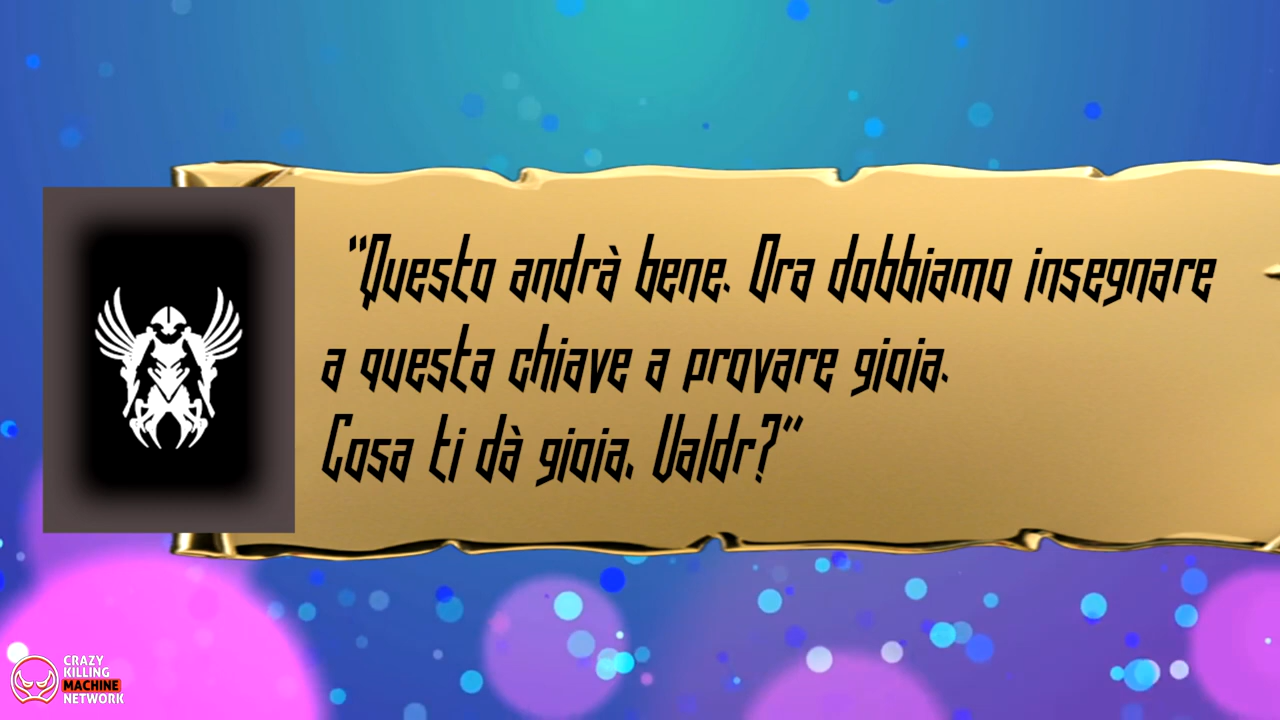 "Questo andrà bene. Ora dobbiamo insegnare
a questa chiave a provare gioia.
Cosa ti dà gioia, Valdr?"
CRAZY
KILLING
MACHINE
NETWORK